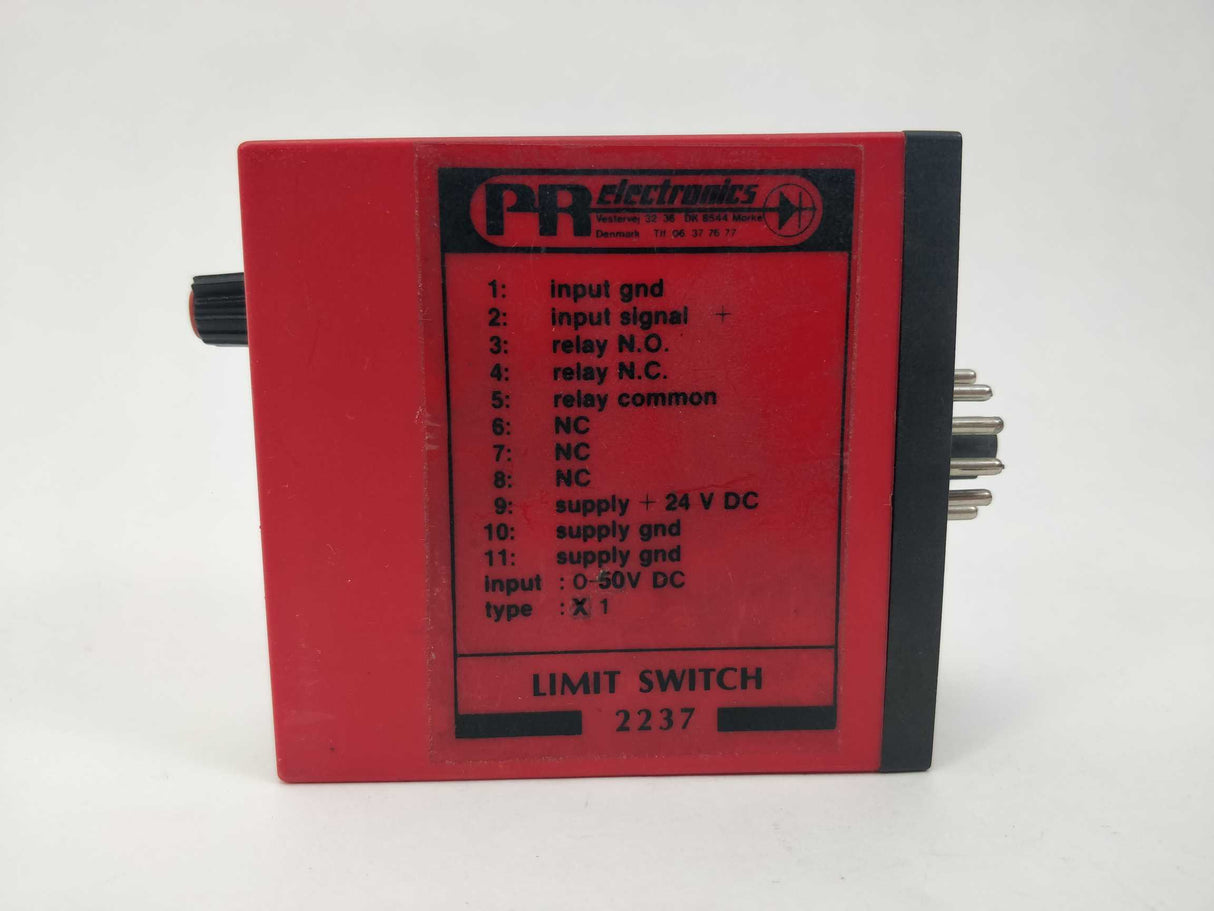 PR electronics
Vestervej 32-36 DK 8544 Mørke
Denmark Tlf. 06 37 76 77
1: input gnd
2: input signal +
3: relay N.O.
4: relay N.C.
5: relay common
6: NC
7: NC
8: NC
9: supply + 24 V DC
10: supply gnd
11: supply gnd
input : 0-50V DC
type : X 1
LIMIT SWITCH
2237